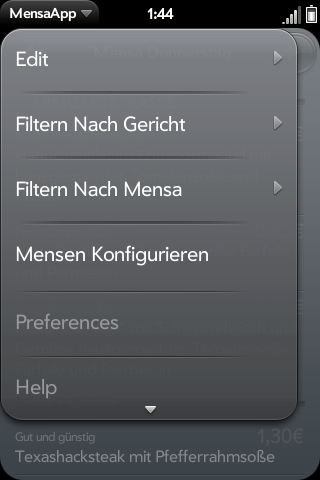 MensaApp
1:44
Edit
Filtern Nach Gericht
Filtern Nach Mensa
Mensen Konfigurieren
Preferences
Help
Gut und günstig
1,30€
Texashacksteak mit Pfefferrahmsoße